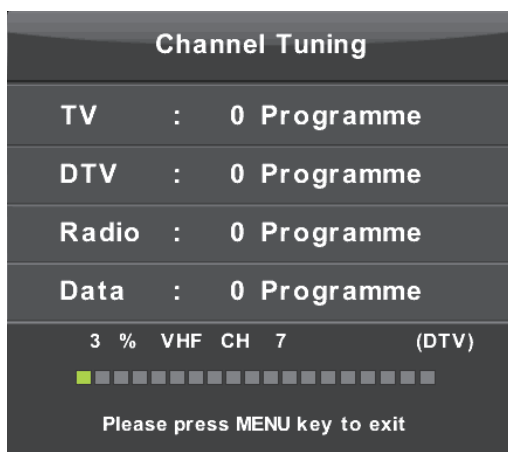 Channel Tuning
TV : 0 Programme
DTV : 0 Programme
Radio : 0 Programme
Data : 0 Programme
3 % VHF CH 7 (DTV)
Please press MENU key to exit